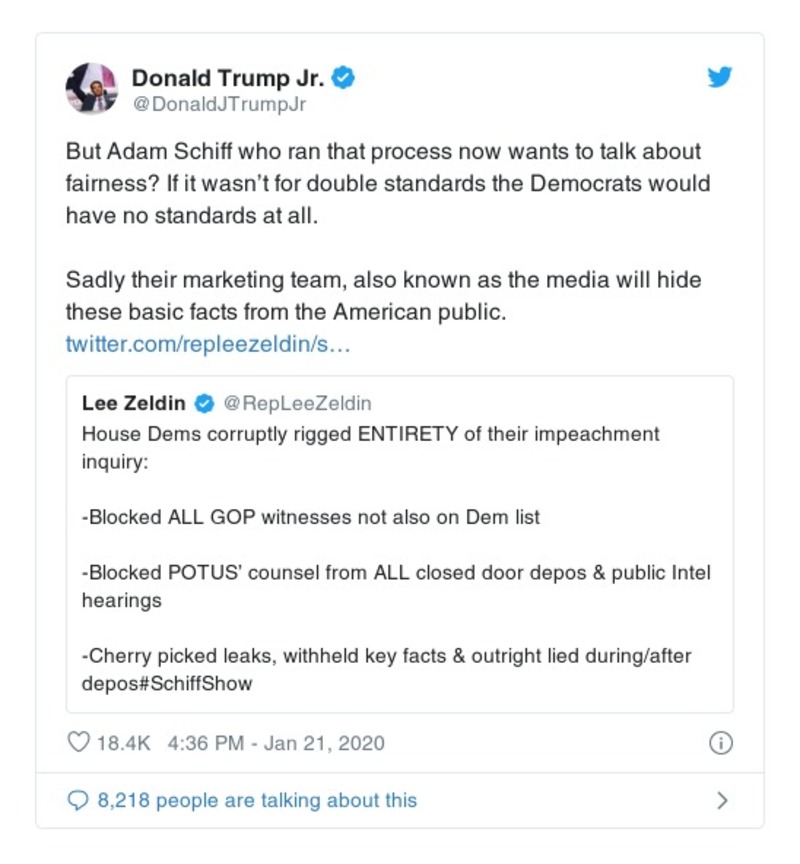 Donald Trump Jr.
@DonaldJTrumpJr
But Adam Schiff who ran that process now wants to talk about
fairness? If it wasn’t for double standards the Democrats would
have no standards at all.
Sadly their marketing team, also known as the media will hide
these basic facts from the American public.
twitter.com/repleezeldin/s…
Lee Zeldin @RepLeeZeldin
House Dems corruptly rigged ENTIRETY of their impeachment
inquiry:
-Blocked ALL GOP witnesses not also on Dem list
-Blocked POTUS’ counsel from ALL closed door depos & public Intel
hearings
-Cherry picked leaks, withheld key facts & outright lied during/after
depos#SchiffShow
18.4K 4:36 PM - Jan 21, 2020
8,218 people are talking about this